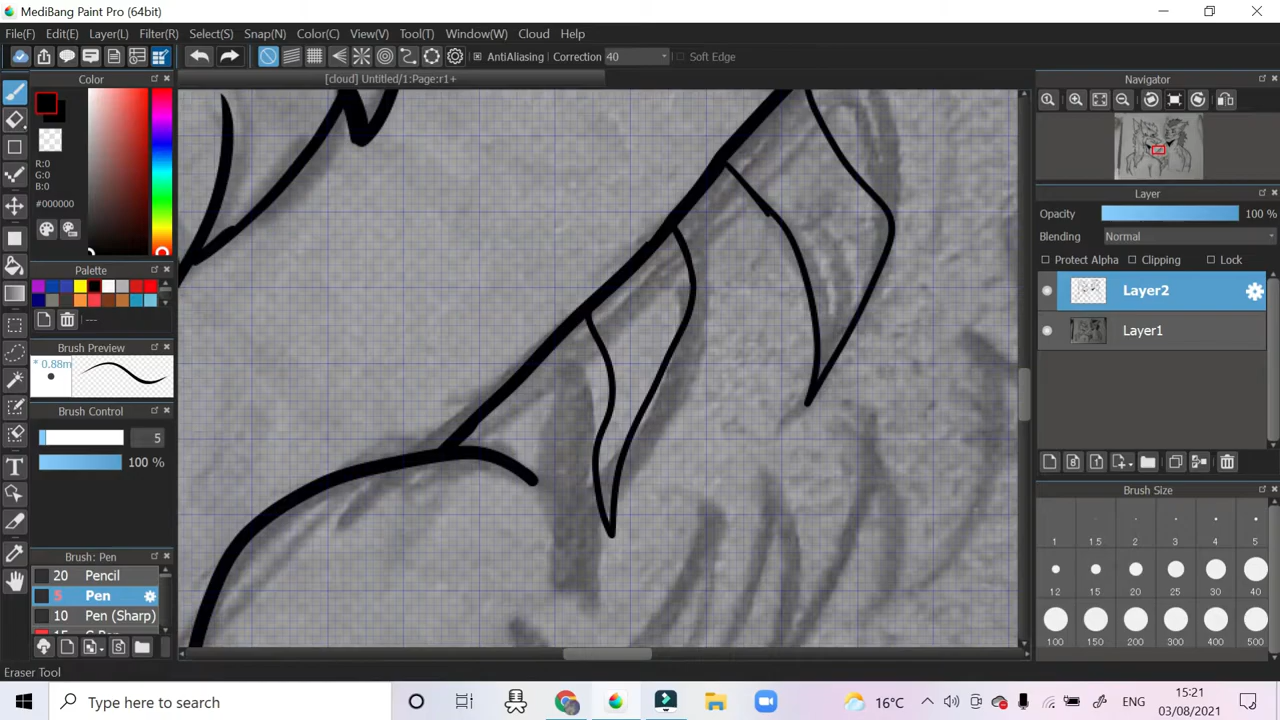 MediBang Paint Pro (64bit)
File(F) Edit(E) Layer(L) Filter(R) Select(S) Snap(N) Color(C) View(V) Tool(T) Window(W) Cloud Help
AntiAliasing Correction 40 Soft Edge
[cloud] Untitled/1:Page:r1+
Color
R:0
G:0
B:0
#000000
Palette
---
Brush Preview
* 0.88m
Brush Control
5
100 %
Brush: Pen
20 Pencil
5 Pen
10 Pen (Sharp)
Navigator
Layer
Opacity 100 %
Blending Normal
Protect Alpha Clipping Lock
Layer2
Layer1
Brush Size
1 1.5 2 3 4 5
12 15 20 25 30 40
100 150 200 300 400 500
Eraser Tool
Type here to search
16°C
ENG
15:21
03/08/2021